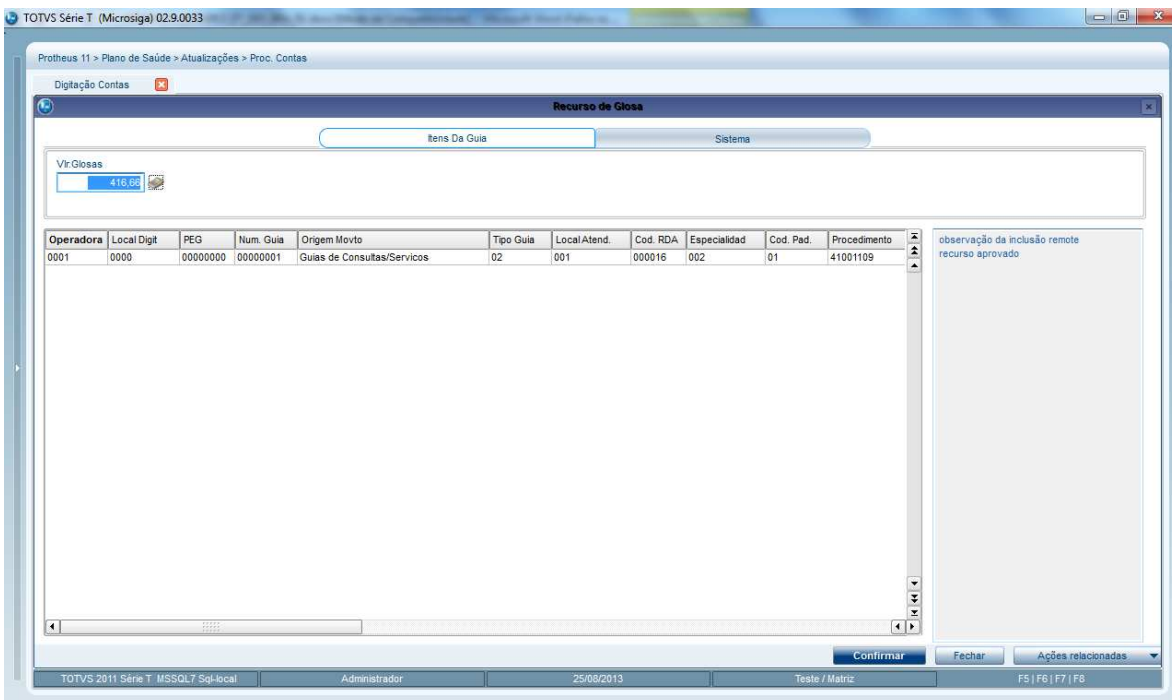 TOTVS Série T (Microsiga) 02.9.0033
Protheus 11 > Plano de Saúde > Atualizações > Proc. Contas
Digitação Contas
Recurso de Glosa
Itens Da Guia Sistema
Vlr.Glosas
416,66
Operadora Local Digit PEG Num. Guia Origem Movto Tipo Guia Local Atend. Cod. RDA Especialidad Cod. Pad. Procedimento
0001 0000 00000000 00000001 Guias de Consultas/Servicos 02 001 000016 002 01 41001109
observação da inclusão remote
recurso aprovado
Confirmar Fechar Ações relacionadas
TOTVS 2011 Série T MSSQL7 Sql-local Administrador 25/08/2013 Teste / Matriz F5 | F6 | F7 | F8